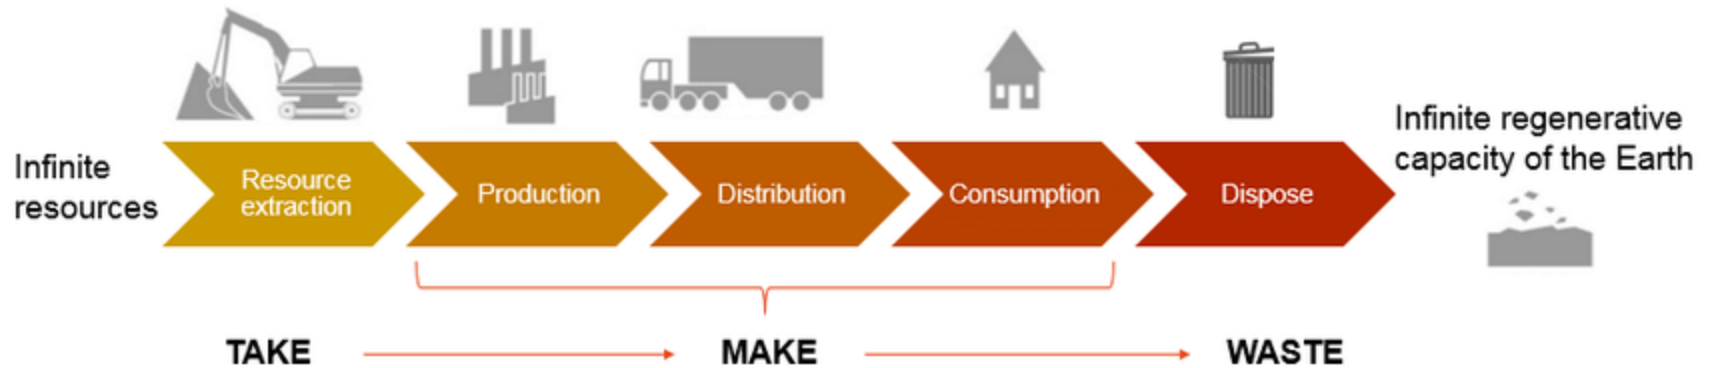 Infinite
resources
Resource
extraction
Production
Distribution
Consumption
Dispose
Infinite regenerative
capacity of the Earth
TAKE
MAKE
WASTE